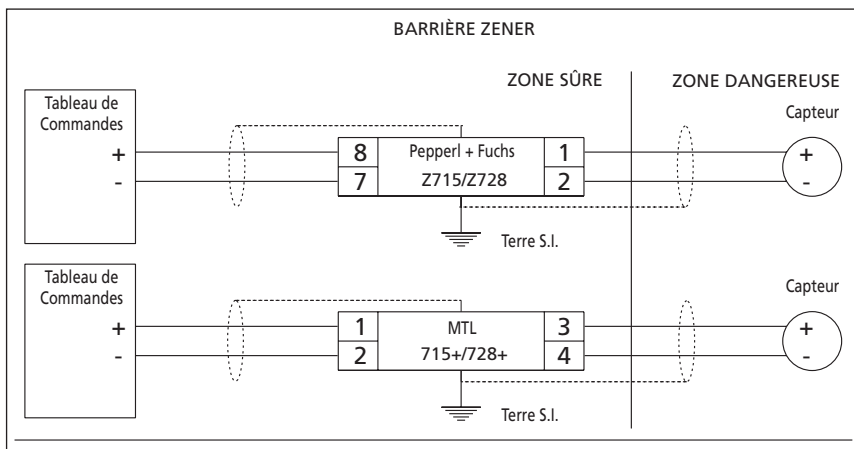 BARRIÈRE ZENER
ZONE SÛRE
ZONE DANGEREUSE
Tableau de
Commandes
+
-
8
7
Pepperl + Fuchs
Z715/Z728
1
2
Capteur
+
-
Terre S.I.
Tableau de
Commandes
+
-
1
2
MTL
715+/728+
3
4
Capteur
+
-
Terre S.I.